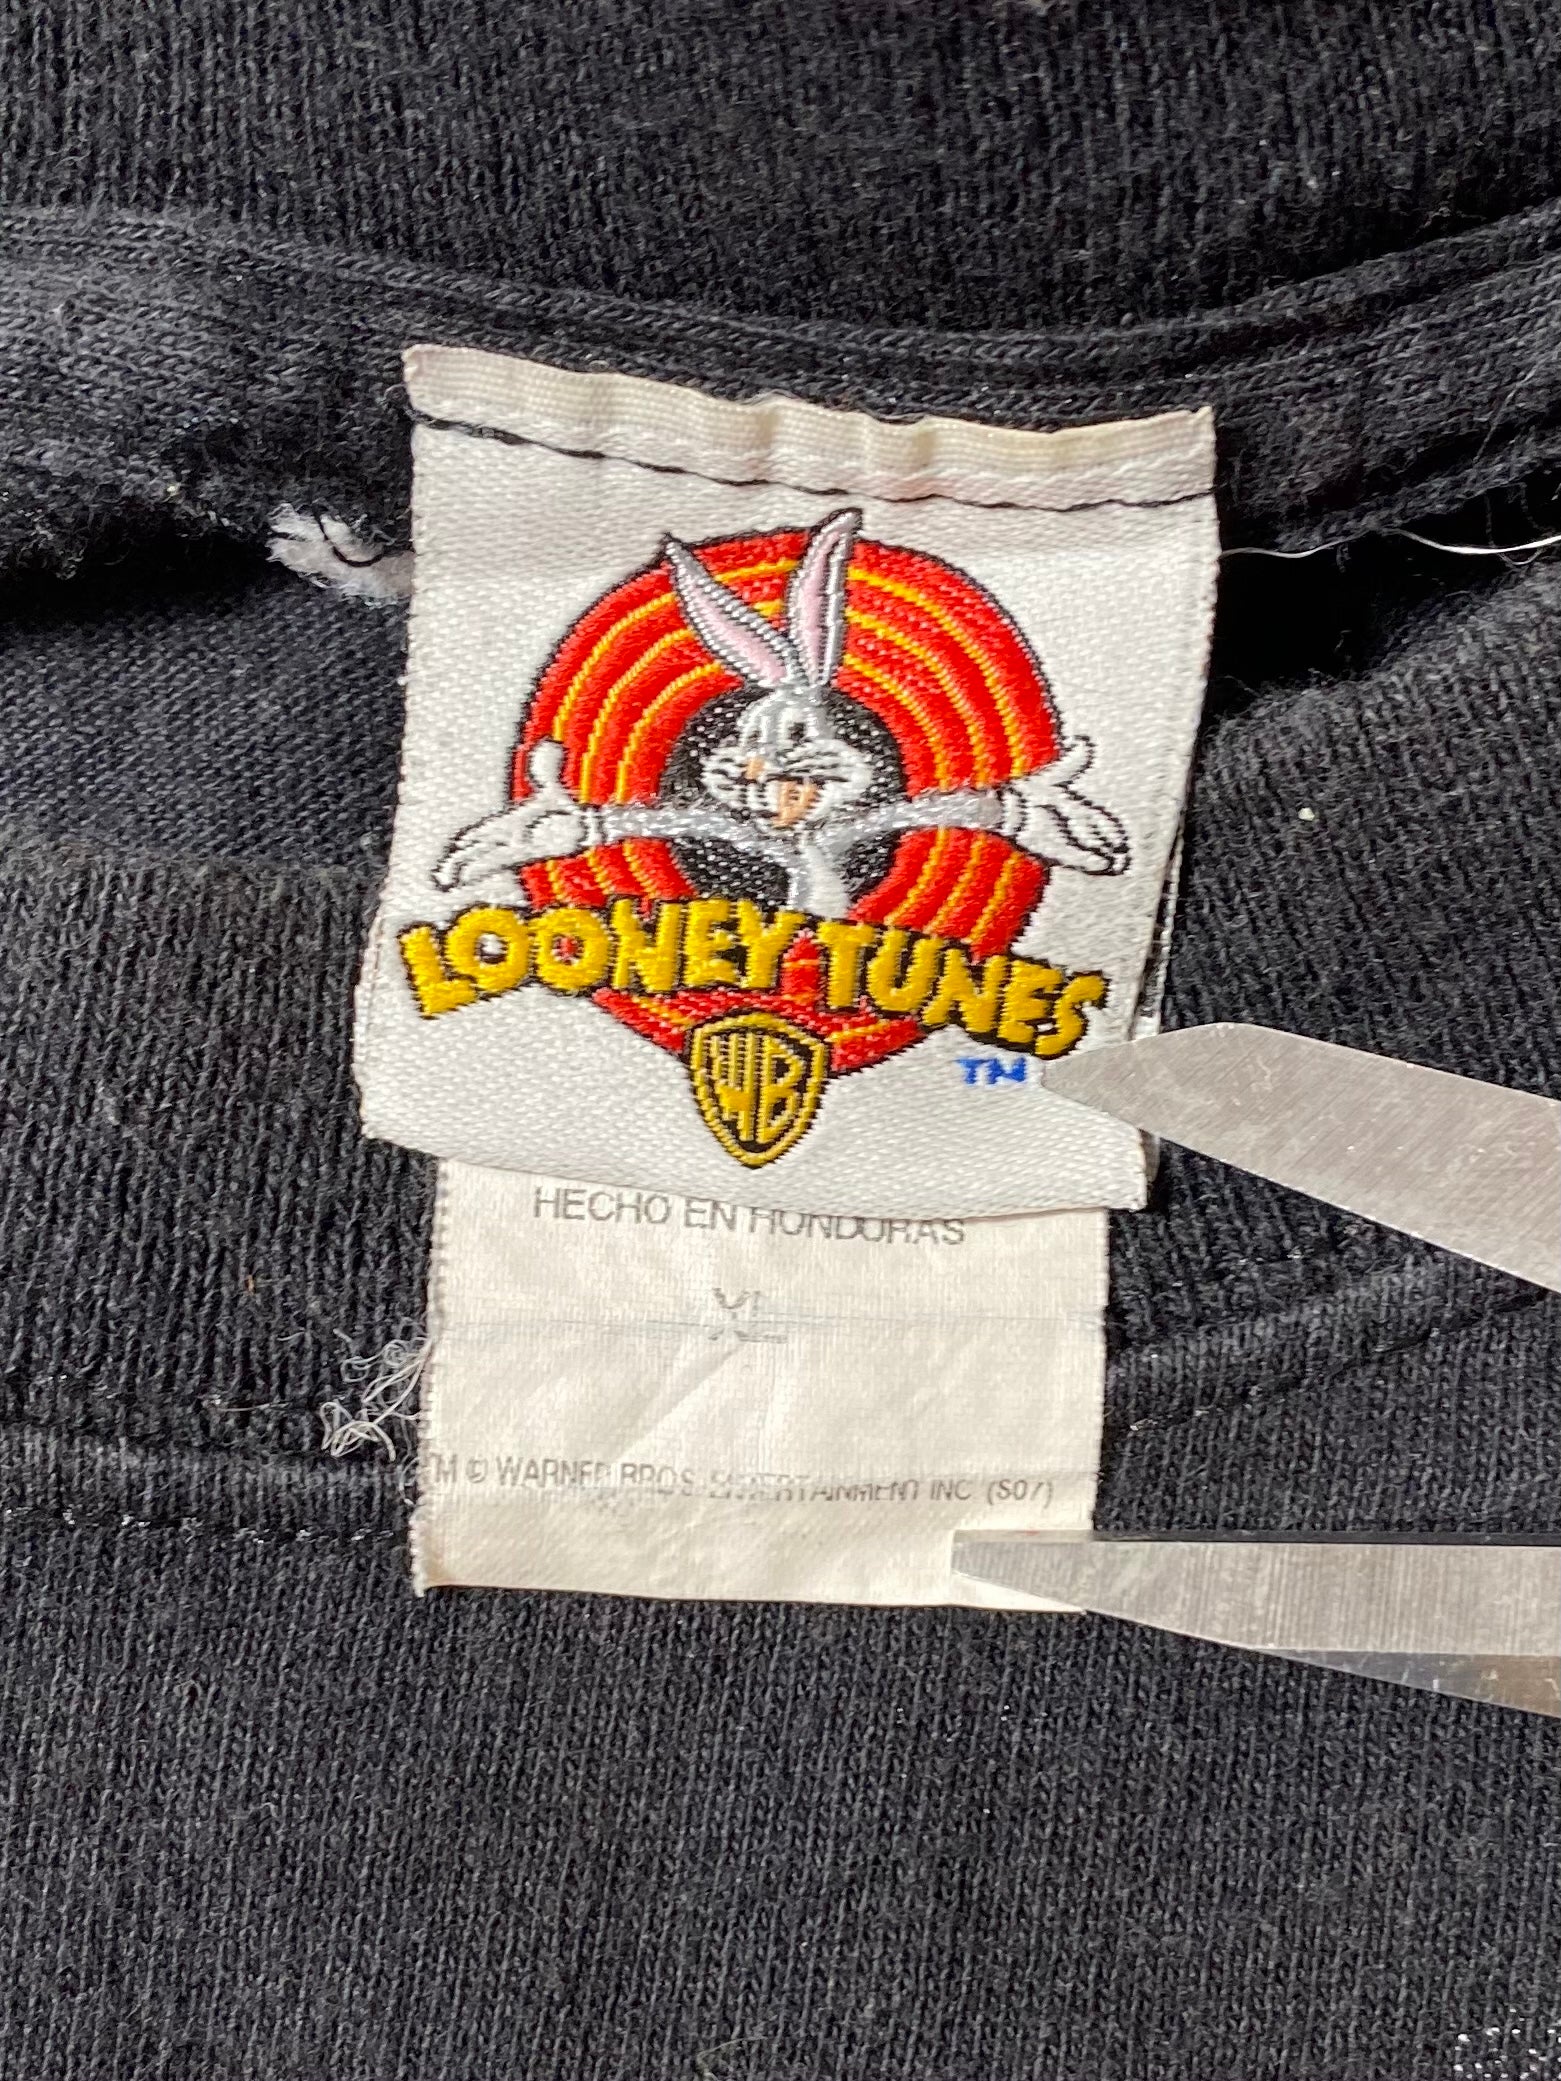 LOONEY TUNES
WB
TM
HECHO EN HONDURAS
XL
TM © WARNER BROS. ENTERTAINMENT INC (S07)